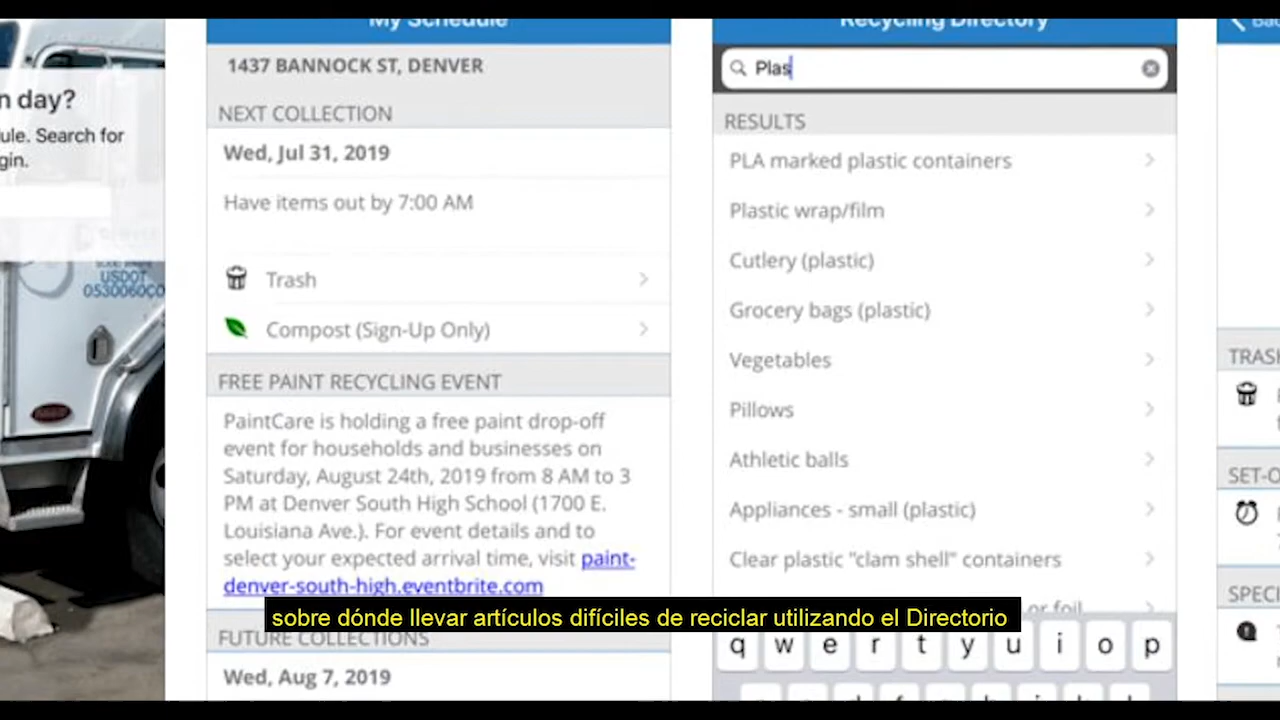 n day?
ule. Search for
gin.
USDOT
0530060CO
My Schedule
1437 BANNOCK ST, DENVER
NEXT COLLECTION
Wed, Jul 31, 2019
Have items out by 7:00 AM
Trash
Compost (Sign-Up Only)
FREE PAINT RECYCLING EVENT
PaintCare is holding a free paint drop-off
event for households and businesses on
Saturday, August 24th, 2019 from 8 AM to 3
PM at Denver South High School (1700 E.
Louisiana Ave.). For event details and to
select your expected arrival time, visit paint-
denver-south-high.eventbrite.com
FUTURE COLLECTIONS
Wed, Aug 7, 2019
Recycling Directory
Plas
RESULTS
PLA marked plastic containers
Plastic wrap/film
Cutlery (plastic)
Grocery bags (plastic)
Vegetables
Pillows
Athletic balls
Appliances - small (plastic)
Clear plastic "clam shell" containers
or foil
q w e r t y u i o p
Bac
TRASH
SET-O
SPECI
sobre dónde llevar artículos difíciles de reciclar utilizando el Directorio